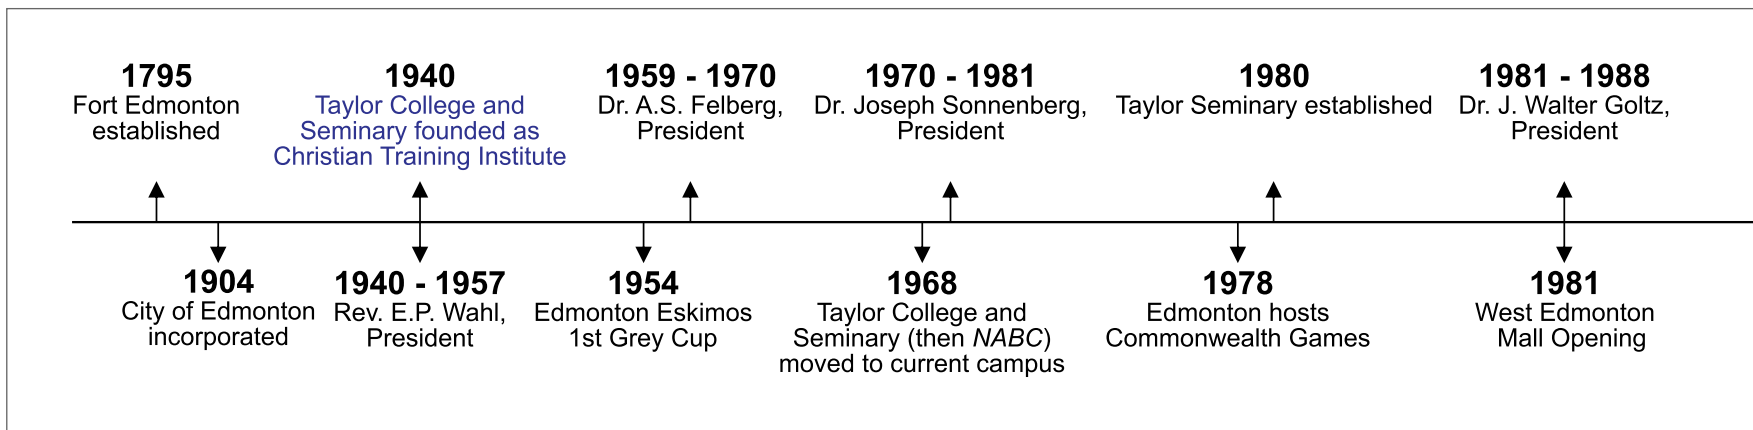 1795
Fort Edmonton
established
1940
Taylor College and
Seminary founded as
Christian Training Institute
1959 - 1970
Dr. A.S. Felberg,
President
1970 - 1981
Dr. Joseph Sonnenberg,
President
1980
Taylor Seminary established
1981 - 1988
Dr. J. Walter Goltz,
President
1904
City of Edmonton
incorporated
1940 - 1957
Rev. E.P. Wahl,
President
1954
Edmonton Eskimos
1st Grey Cup
1968
Taylor College and
Seminary (then NABC)
moved to current campus
1978
Edmonton hosts
Commonwealth Games
1981
West Edmonton
Mall Opening